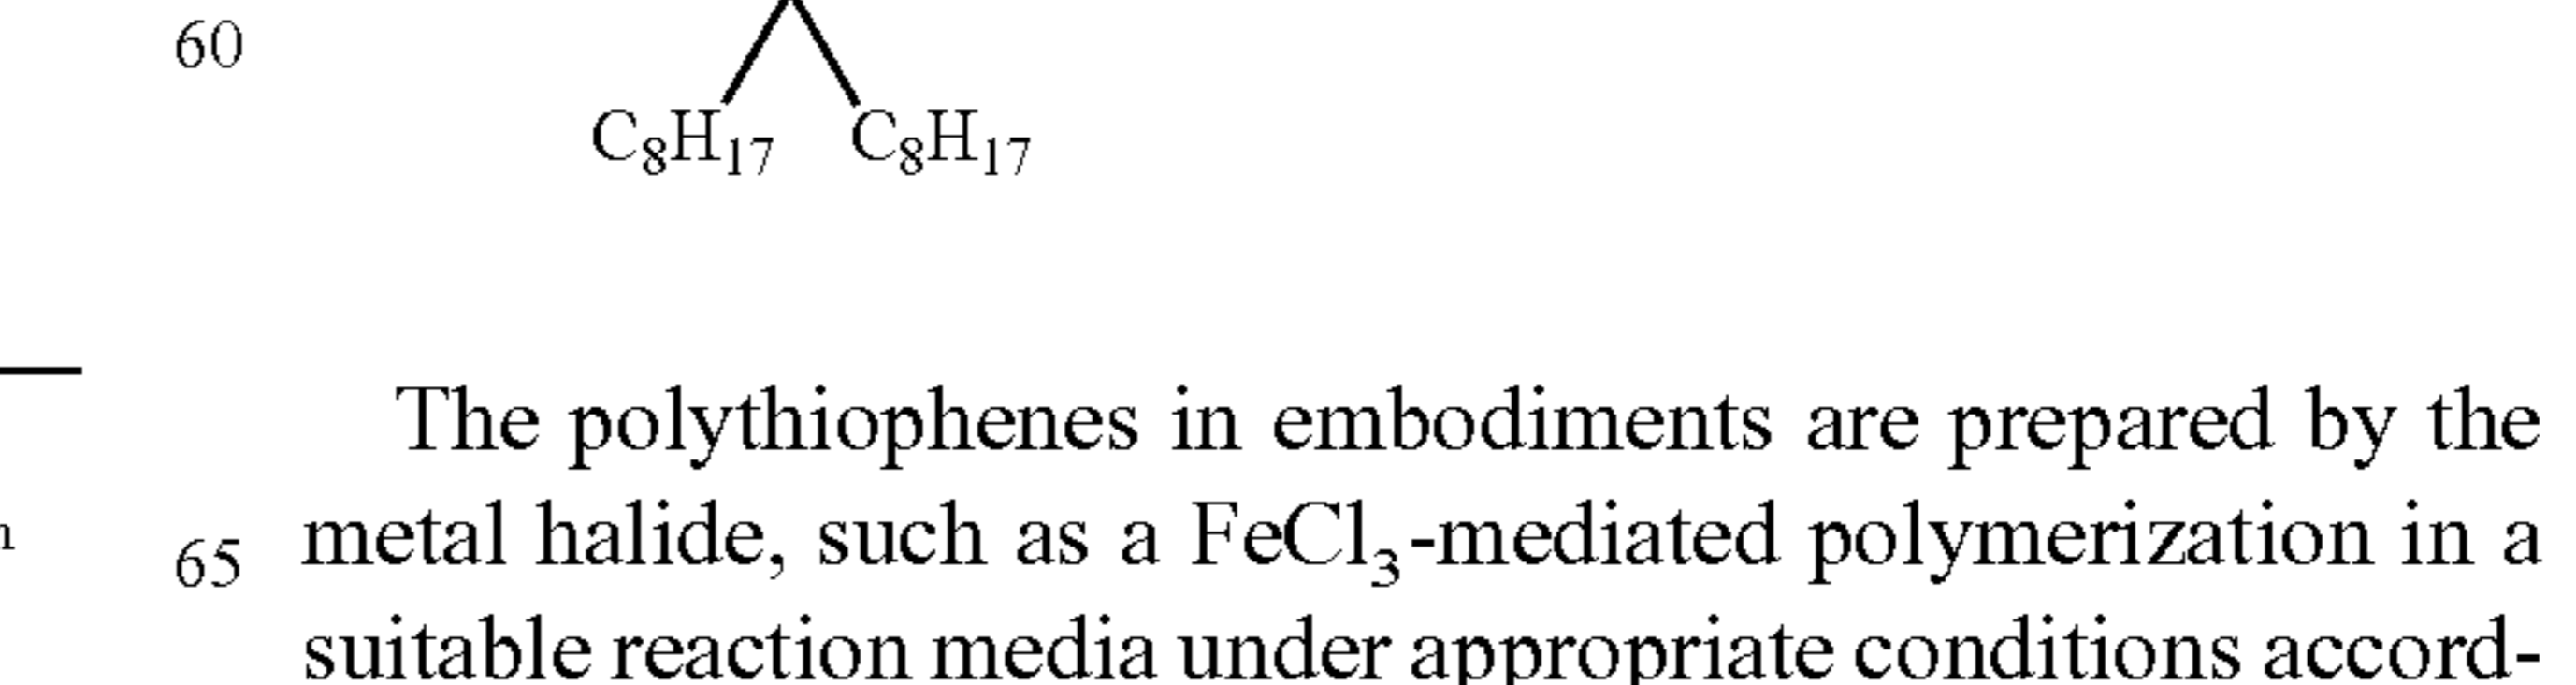 60
C₈H₁₇ C₈H₁₇
The polythiophenes in embodiments are prepared by the
65 metal halide, such as a FeCl₃-mediated polymerization in a
suitable reaction media under appropriate conditions accord-